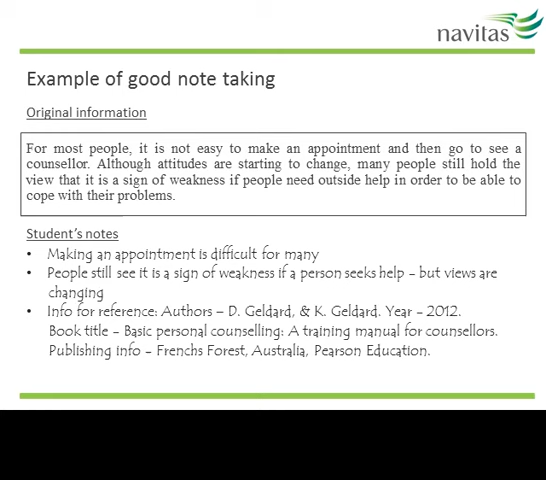 navitas
Example of good note taking
Original information
For most people, it is not easy to make an appointment and then go to see a
counsellor. Although attitudes are starting to change, many people still hold the
view that it is a sign of weakness if people need outside help in order to be able to
cope with their problems.
Student's notes
• Making an appointment is difficult for many
• People still see it is a sign of weakness if a person seeks help – but views are
changing
• Info for reference: Authors – D. Geldard, & K. Geldard. Year – 2012.
Book title – Basic personal counselling: A training manual for counsellors.
Publishing info – Frenchs Forest, Australia, Pearson Education.